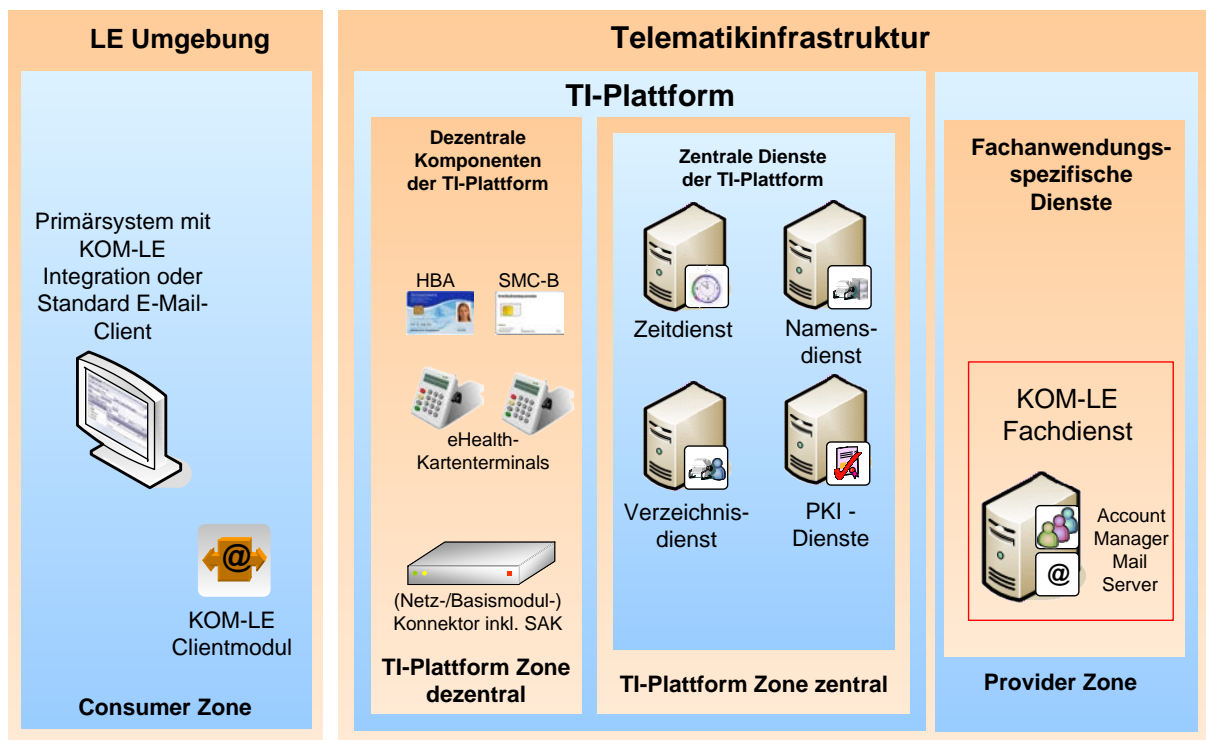 LE Umgebung
Primärsystem mit
KOM-LE
Integration oder
Standard E-Mail-
Client
@
KOM-LE
Clientmodul
Consumer Zone
Telematikinfrastruktur
TI-Plattform
Dezentrale
Komponenten
der TI-Plattform
HBA
SMC-B
eHealth-
Kartenterminals
(Netz-/Basismodul-)
Konnektor inkl. SAK
TI-Plattform Zone
dezentral
Zentrale Dienste
der TI-Plattform
Zeitdienst
Namens-
dienst
Verzeichnis-
dienst
PKI -
Dienste
TI-Plattform Zone zentral
Fachanwendungs-
spezifische
Dienste
KOM-LE
Fachdienst
Account
Manager
Mail
Server
@
Provider Zone